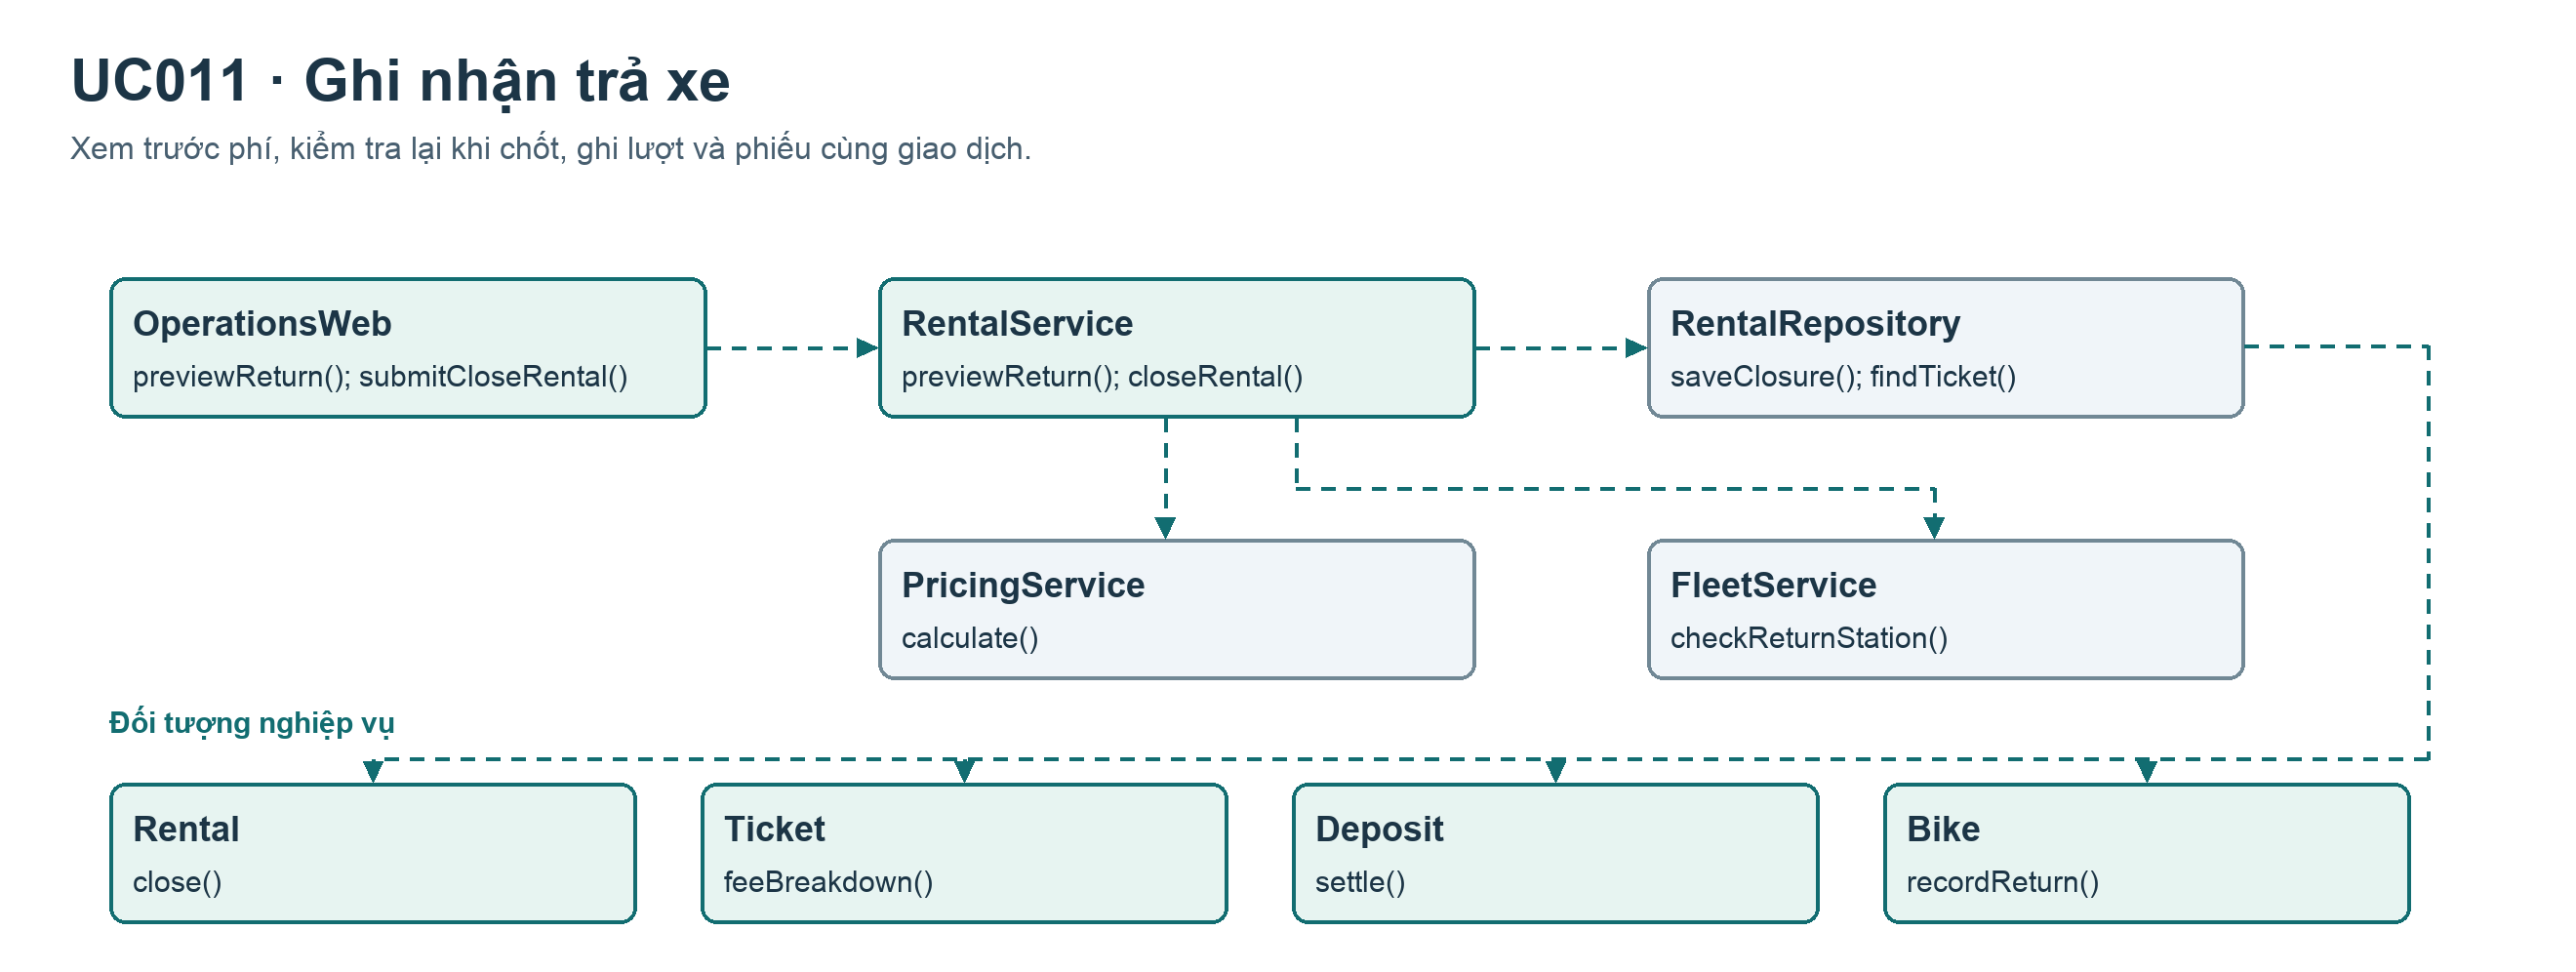 UC011 · Ghi nhận trả xe
Xem trước phí, kiểm tra lại khi chốt, ghi lượt và phiếu cùng giao dịch.
OperationsWeb
previewReturn(); submitCloseRental()
RentalService
previewReturn(); closeRental()
RentalRepository
saveClosure(); findTicket()
PricingService
calculate()
FleetService
checkReturnStation()
Đối tượng nghiệp vụ
Rental
close()
Ticket
feeBreakdown()
Deposit
settle()
Bike
recordReturn()